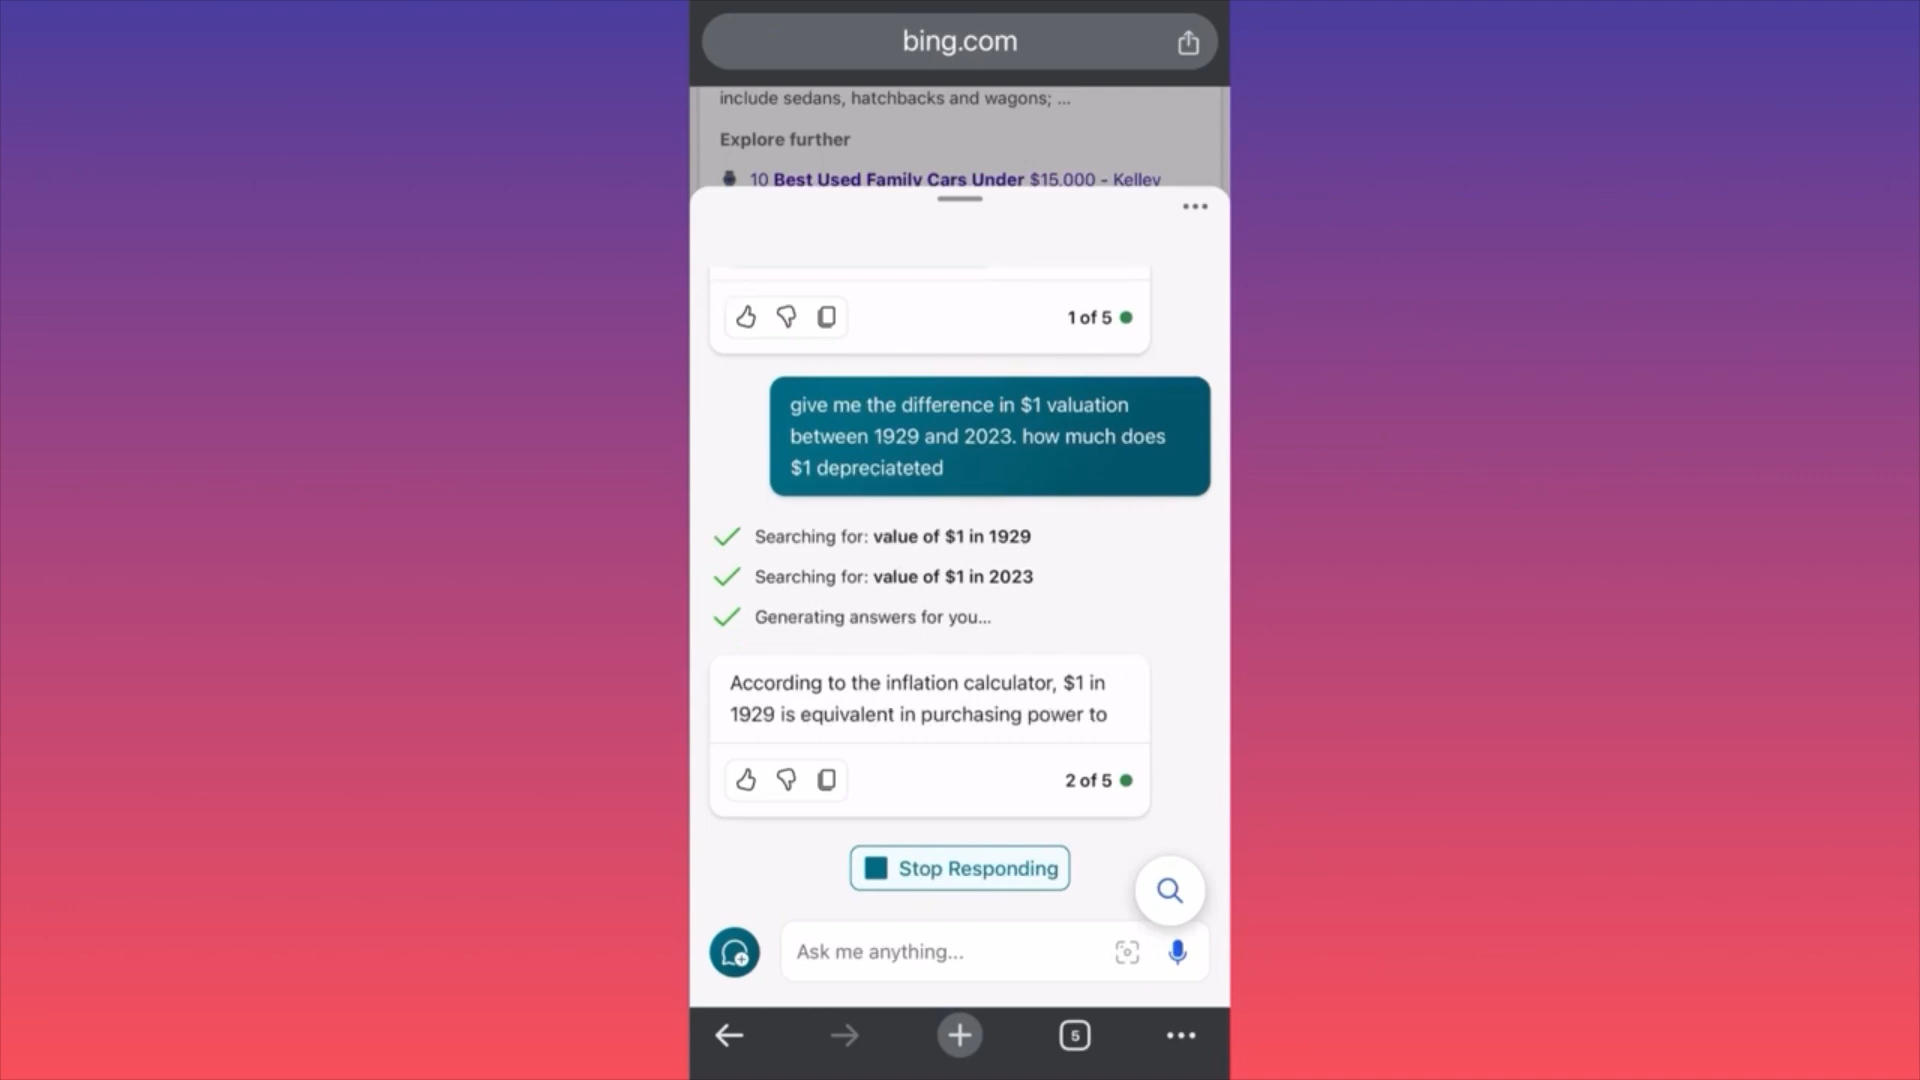 bing.com
include sedans, hatchbacks and wagons; ...
Explore further
10 Best Used Family Cars Under $15,000 - Kelley
1 of 5
give me the difference in $1 valuation
between 1929 and 2023. how much does
$1 depreciateted
Searching for: value of $1 in 1929
Searching for: value of $1 in 2023
Generating answers for you...
According to the inflation calculator, $1 in
1929 is equivalent in purchasing power to
2 of 5
Stop Responding
Ask me anything...
5